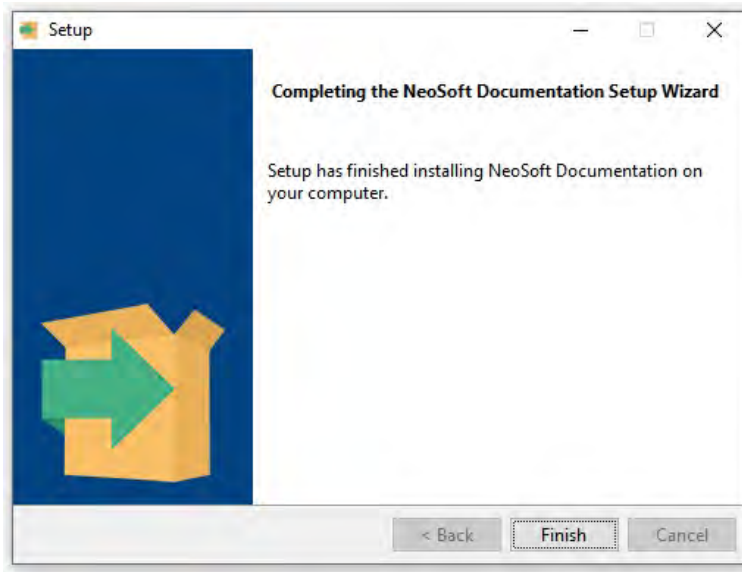 Setup
Completing the NeoSoft Documentation Setup Wizard
Setup has finished installing NeoSoft Documentation on
your computer.
< Back
Finish
Cancel